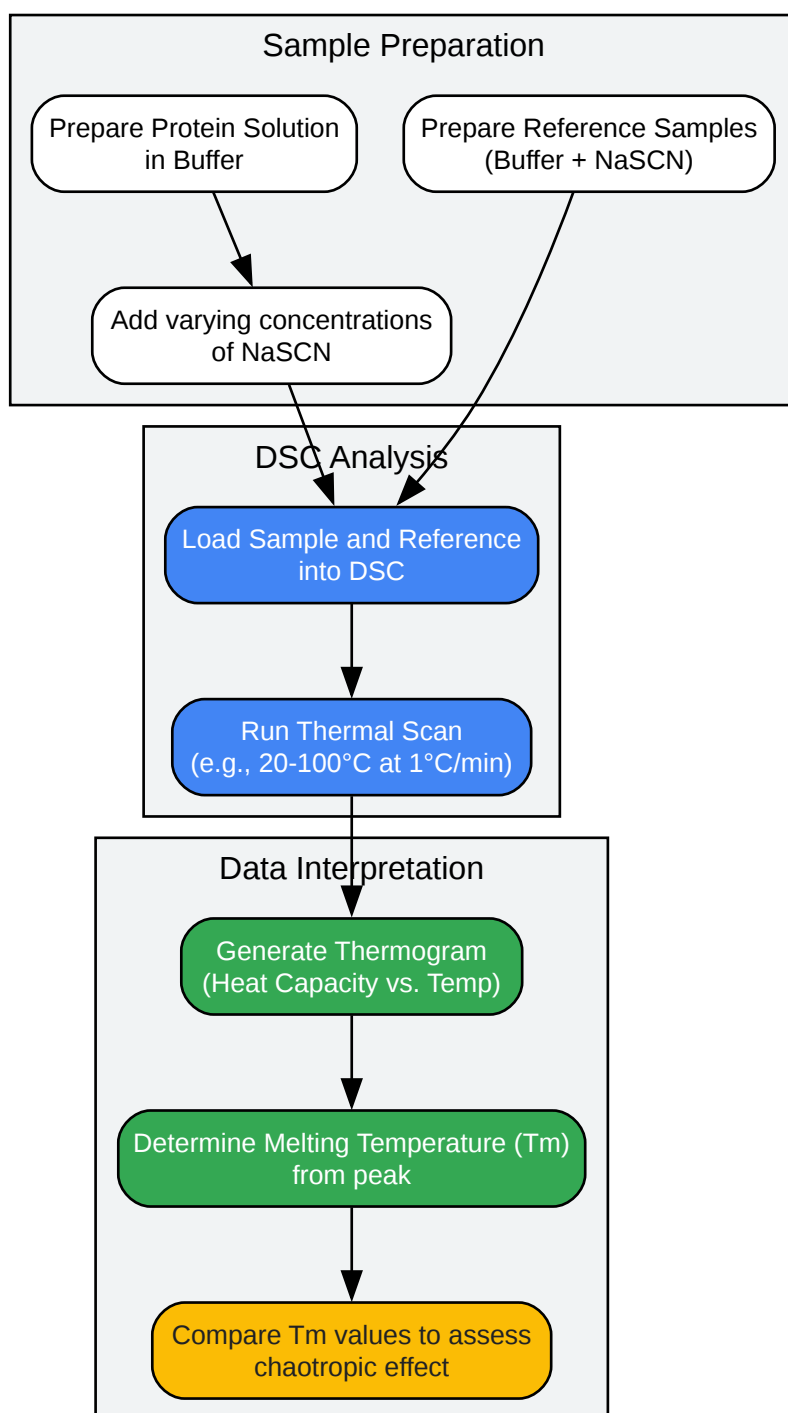 Sample Preparation
Prepare Protein Solution
in Buffer
Prepare Reference Samples
(Buffer + NaSCN)
Add varying concentrations
of NaSCN
DSC Analysis
Load Sample and Reference
into DSC
Run Thermal Scan
(e.g., 20-100°C at 1°C/min)
Data Interpretation
Generate Thermogram
(Heat Capacity vs. Temp)
Determine Melting Temperature (Tm)
from peak
Compare Tm values to assess
chaotropic effect